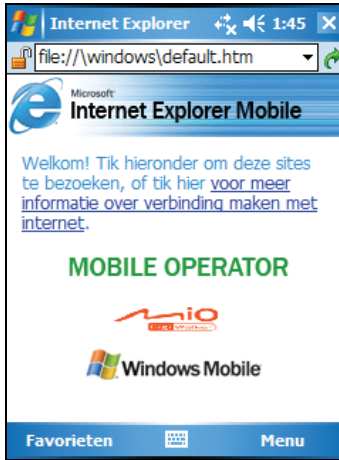 Internet Explorer 1:45
file://\windows\default.htm
Microsoft
Internet Explorer Mobile
Welkom! Tik hieronder om deze sites
te bezoeken, of tik hier voor meer
informatie over verbinding maken met
internet.
MOBILE OPERATOR
Mio
Windows Mobile
Favorieten Menu